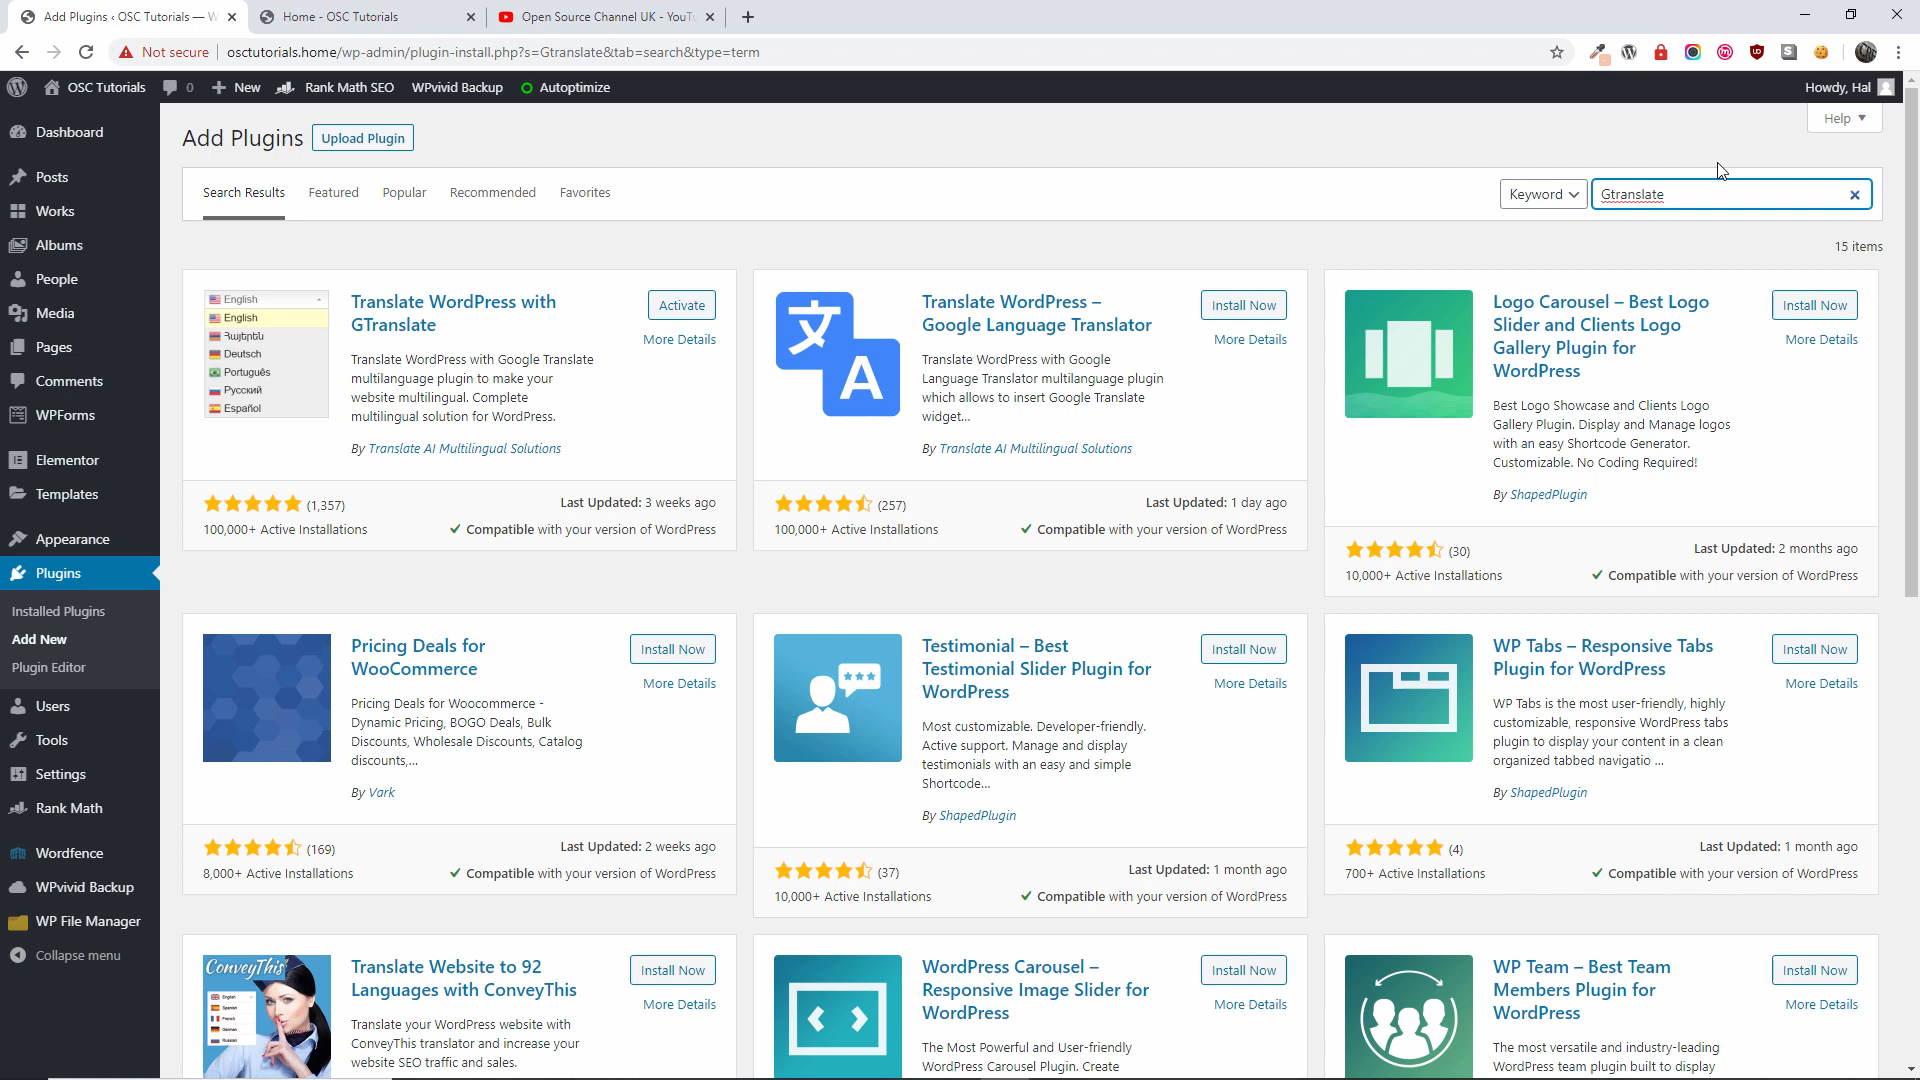 Add Plugins ‹ OSC Tutorials — W
Home - OSC Tutorials
Open Source Channel UK - YouTu
Not secure
osctutorials.home/wp-admin/plugin-install.php?s=Gtranslate&tab=search&type=term
OSC Tutorials
0
New
Rank Math SEO
WPvivid Backup
Autoptimize
Howdy, Hal
Dashboard
Posts
Works
Albums
People
Media
Pages
Comments
WPForms
Elementor
Templates
Appearance
Plugins
Installed Plugins
Add New
Plugin Editor
Users
Tools
Settings
Rank Math
Wordfence
WPvivid Backup
WP File Manager
Collapse menu
Help
Add Plugins
Upload Plugin
Search Results
Featured
Popular
Recommended
Favorites
Keyword
Gtranslate
15 items
English
English
Հայերեն
Deutsch
Português
Русский
Español
Translate WordPress with
GTranslate
Activate
More Details
Translate WordPress with Google Translate
multilanguage plugin to make your
website multilingual. Complete
multilingual solution for WordPress.
By Translate AI Multilingual Solutions
(1,357)
100,000+ Active Installations
Last Updated: 3 weeks ago
Compatible with your version of WordPress
文
A
Translate WordPress –
Google Language Translator
Install Now
More Details
Translate WordPress with Google
Language Translator multilanguage plugin
which allows to insert Google Translate
widget...
By Translate AI Multilingual Solutions
(257)
100,000+ Active Installations
Last Updated: 1 day ago
Compatible with your version of WordPress
Logo Carousel – Best Logo
Slider and Clients Logo
Gallery Plugin for
WordPress
Install Now
More Details
Best Logo Showcase and Clients Logo
Gallery Plugin. Display and Manage logos
with an easy Shortcode Generator.
Customizable. No Coding Required!
By ShapedPlugin
(30)
10,000+ Active Installations
Last Updated: 2 months ago
Compatible with your version of WordPress
Pricing Deals for
WooCommerce
Install Now
More Details
Pricing Deals for Woocommerce -
Dynamic Pricing, BOGO Deals, Bulk
Discounts, Wholesale Discounts, Catalog
discounts,...
By Vark
(169)
8,000+ Active Installations
Last Updated: 2 weeks ago
Compatible with your version of WordPress
Testimonial – Best
Testimonial Slider Plugin for
WordPress
Install Now
More Details
Most customizable. Developer-friendly.
Active support. Manage and display
testimonials with an easy and simple
Shortcode...
By ShapedPlugin
(37)
10,000+ Active Installations
Last Updated: 1 month ago
Compatible with your version of WordPress
WP Tabs – Responsive Tabs
Plugin for WordPress
Install Now
More Details
WP Tabs is the most user-friendly, highly
customizable, responsive WordPress tabs
plugin to display your content in a clean
organized tabbed navigatio ...
By ShapedPlugin
(4)
700+ Active Installations
Last Updated: 1 month ago
Compatible with your version of WordPress
ConveyThis
English
Spanish
French
German
Russian
Translate Website to 92
Languages with ConveyThis
Install Now
More Details
Translate your WordPress website with
ConveyThis translator and increase your
website SEO traffic and sales.
WordPress Carousel –
Responsive Image Slider for
WordPress
Install Now
More Details
The Most Powerful and User-friendly
WordPress Carousel Plugin. Create
WP Team – Best Team
Members Plugin for
WordPress
Install Now
More Details
The most versatile and industry-leading
WordPress team plugin built to display